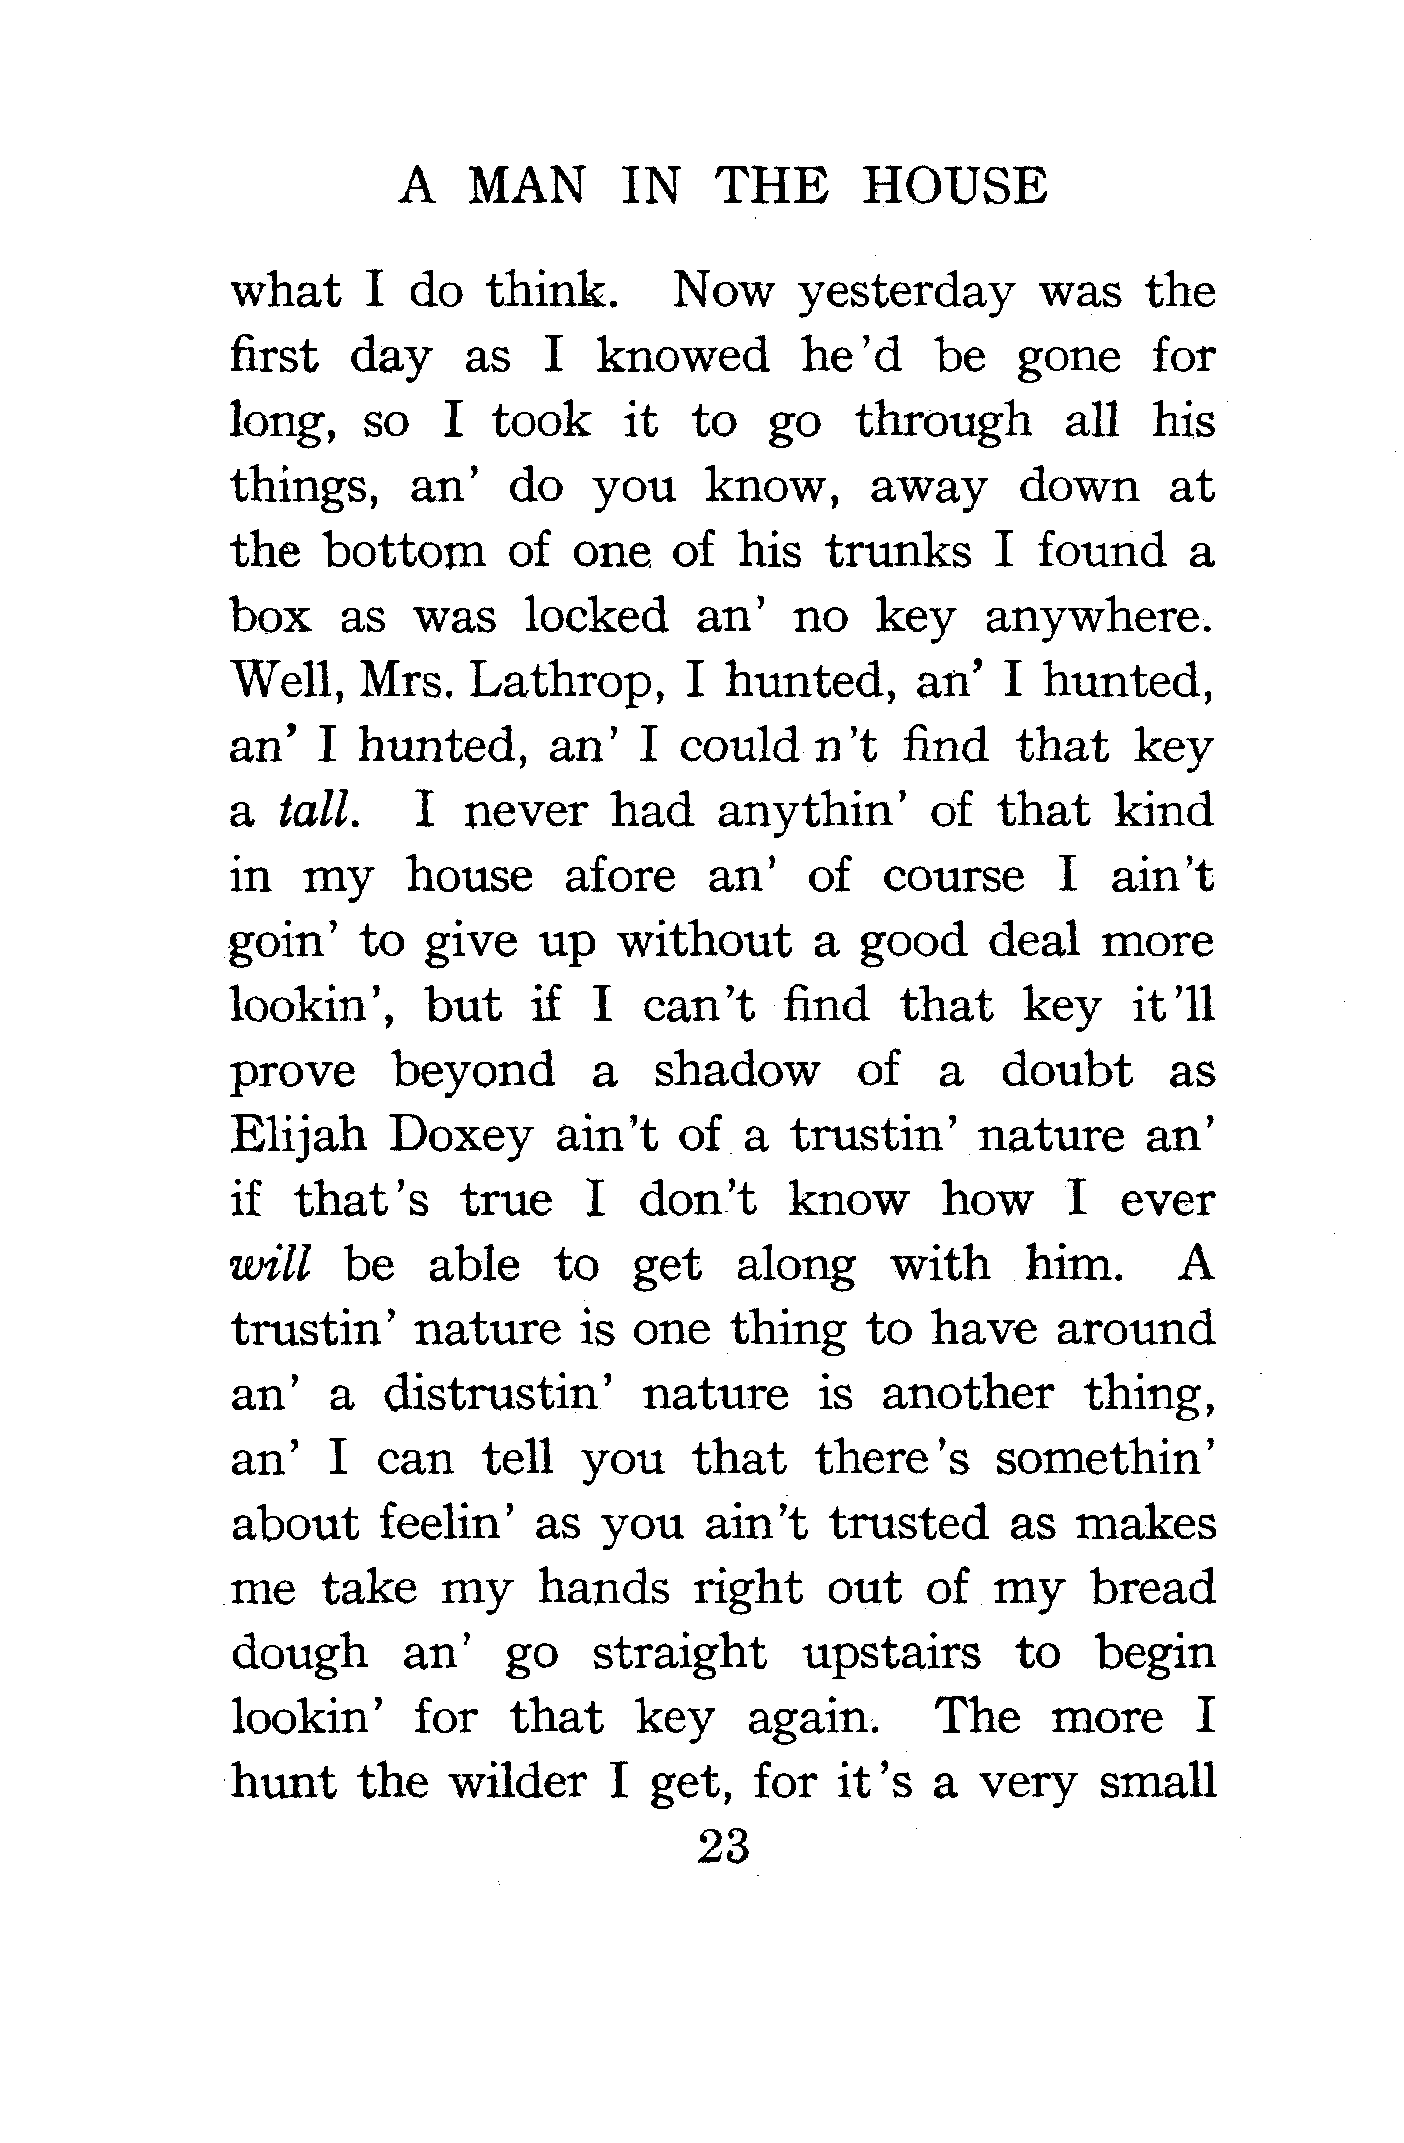 A MAN IN THE HOUSE
what I do think. Now yesterday was the
first day as I knowed he'd be gone for
long, so I took it to go through all his
things, an' do you know, away down at
the bottom of one of his trunks I found a
box as was locked an' no key anywhere.
Well, Mrs. Lathrop, I hunted, an' I hunted,
an' I hunted, an' I could n't find that key
a tall. I never had anythin' of that kind
in my house afore an' of course I ain't
goin' to give up without a good deal more
lookin', but if I can't find that key it'll
prove beyond a shadow of a doubt as
Elijah Doxey ain't of a trustin' nature an'
if that's true I don't know how I ever
will be able to get along with him. A
trustin' nature is one thing to have around
an' a distrustin' nature is another thing,
an' I can tell you that there's somethin'
about feelin' as you ain't trusted as makes
me take my hands right out of my bread
dough an' go straight upstairs to begin
lookin' for that key again. The more I
hunt the wilder I get, for it's a very small
23